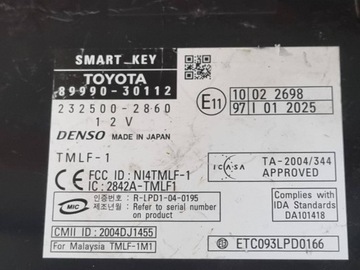 SMART_KEY
TOYOTA
89990-30112
232500-2860
12V
DENSO MADE IN JAPAN
E11
10 02 2698
97 I 01 2025
TMLF-1
FCC ID : NI4TMLF-1
IC : 2842A-TMLF1
ICASA
TA-2004/344
APPROVED
MIC
인증번호 : R-LPD1-04-0195
제조년월 : Refer to serial number on this product
Complies with
IDA Standards
DA101418
CMII ID : 2004DJ1455
For Malaysia TMLF-1M1
ETC093LPD0166